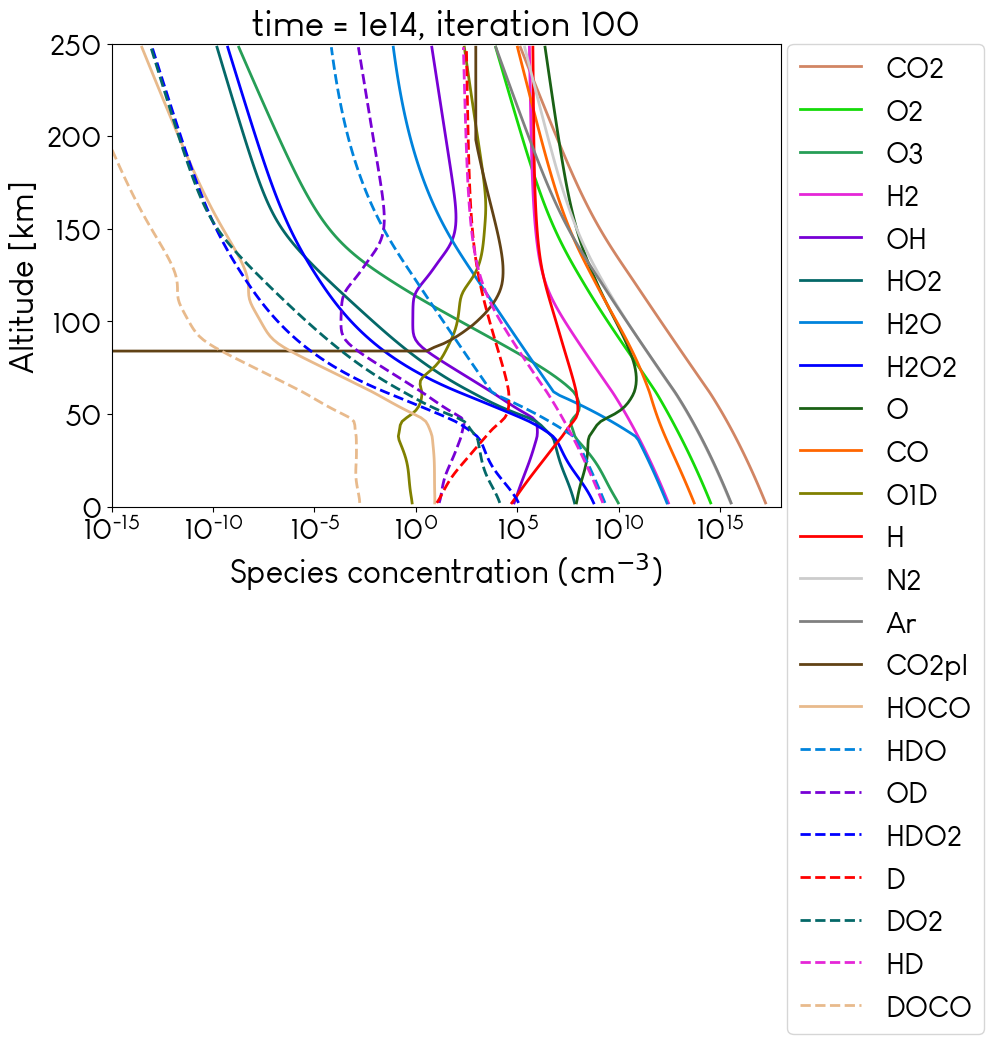 time = 1e14, iteration 100
250
200
150
100
50
0
Altitude [km]
10^{-15} 10^{-10} 10^{-5} 10^{0} 10^{5} 10^{10} 10^{15}
Species concentration (cm^{-3})
CO2
O2
O3
H2
OH
HO2
H2O
H2O2
O
CO
O1D
H
N2
Ar
CO2pl
HOCO
HDO
OD
HDO2
D
DO2
HD
DOCO